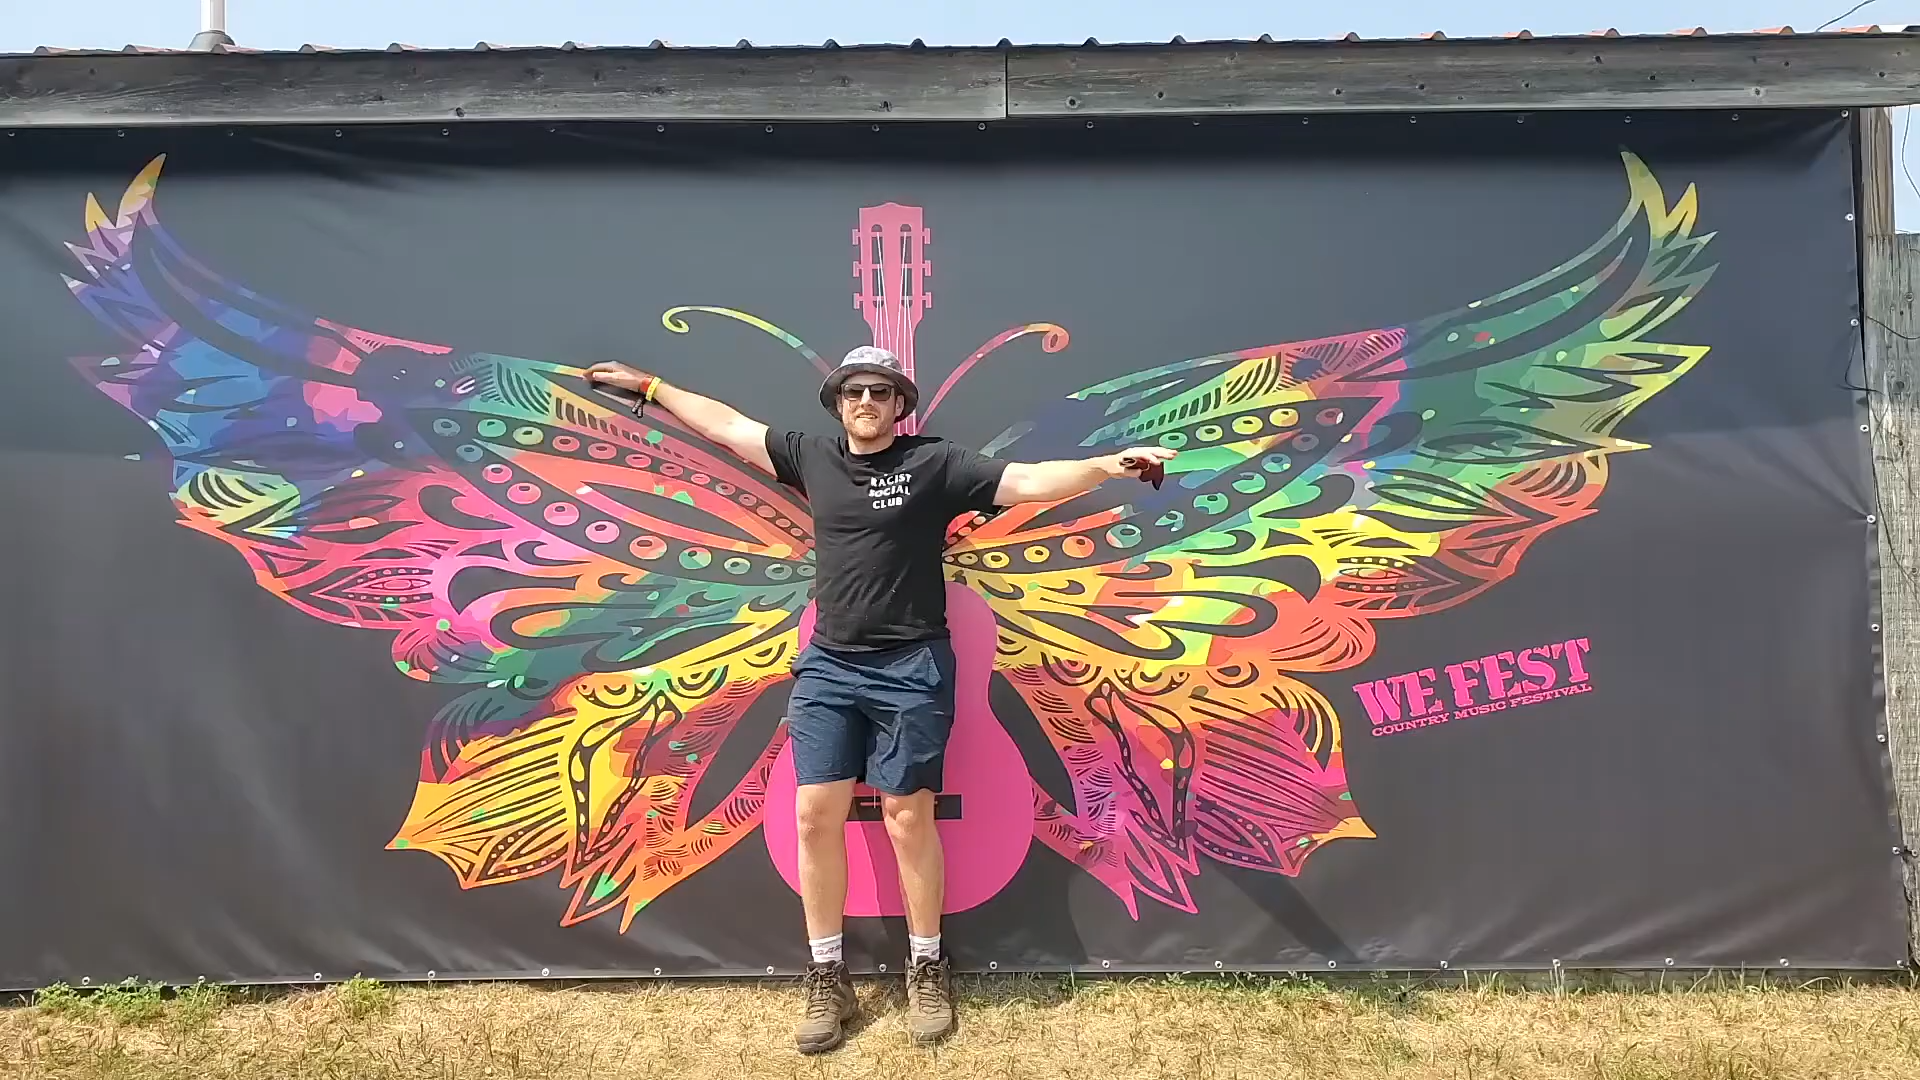 RACIST
SOCIAL
CLUB
WE FEST
COUNTRY MUSIC FESTIVAL